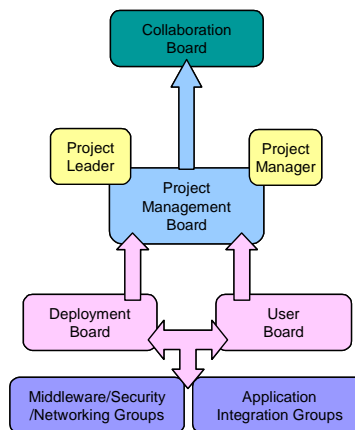 Collaboration
Board
Project
Leader
Project
Manager
Project
Management
Board
Deployment
Board
User
Board
Middleware/Security
/Networking Groups
Application
Integration Groups